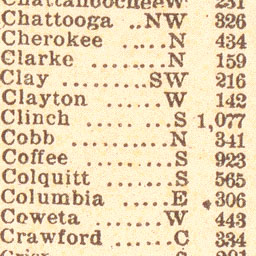 Chattahoochee W 231
Chattooga ..NW 326
Cherokee .....N 434
Clarke .......N 159
Clay .......SW 216
Clayton .....W 142
Clinch .......S 1,077
Cobb ........N 341
Coffee .......S 923
Colquitt .....S 565
Columbia ....E 306
Coweta ......W 443
Crawford .....C 334